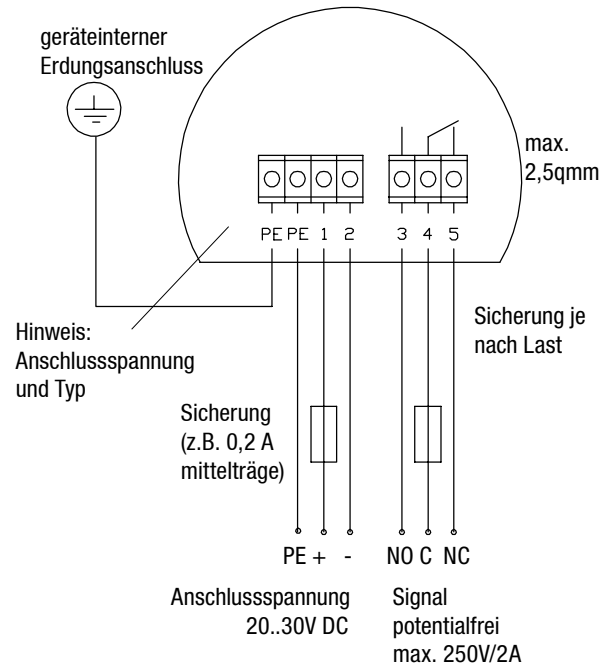 geräteinterner
Erdungsanschluss
max.
2,5qmm
PE PE 1 2 3 4 5
Hinweis:
Anschlussspannung
und Typ
Sicherung je
nach Last
Sicherung
(z.B. 0,2 A
mittelträge)
PE + - NO C NC
Anschlussspannung
20..30V DC
Signal
potentialfrei
max. 250V/2A